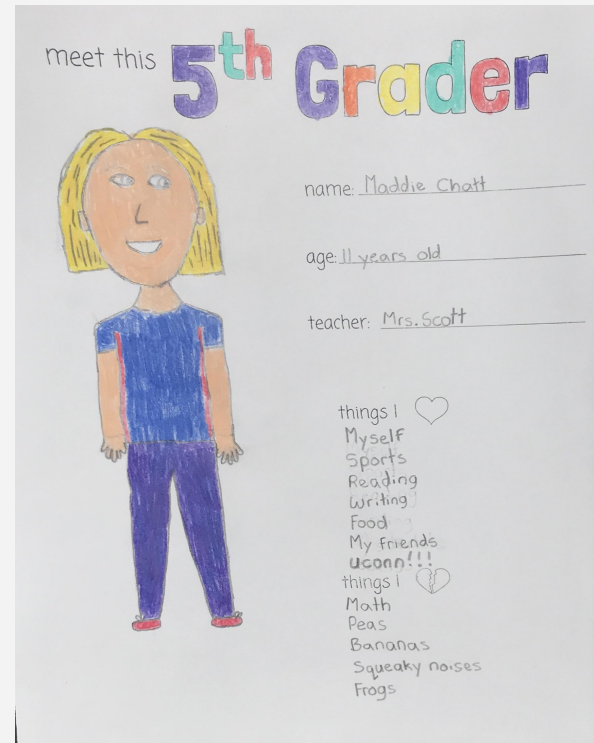 meet this 5th Grader
name: Maddie Chatt
age: 11 years old
teacher: Mrs. Scott
things I
Myself
Sports
Reading
Writing
Food
My friends
uconn!!!
things I
Math
Peas
Bananas
Squeaky noises
Frogs